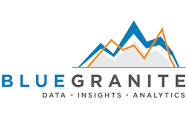 BLUEGRANITE
DATA • INSIGHTS • ANALYTICS